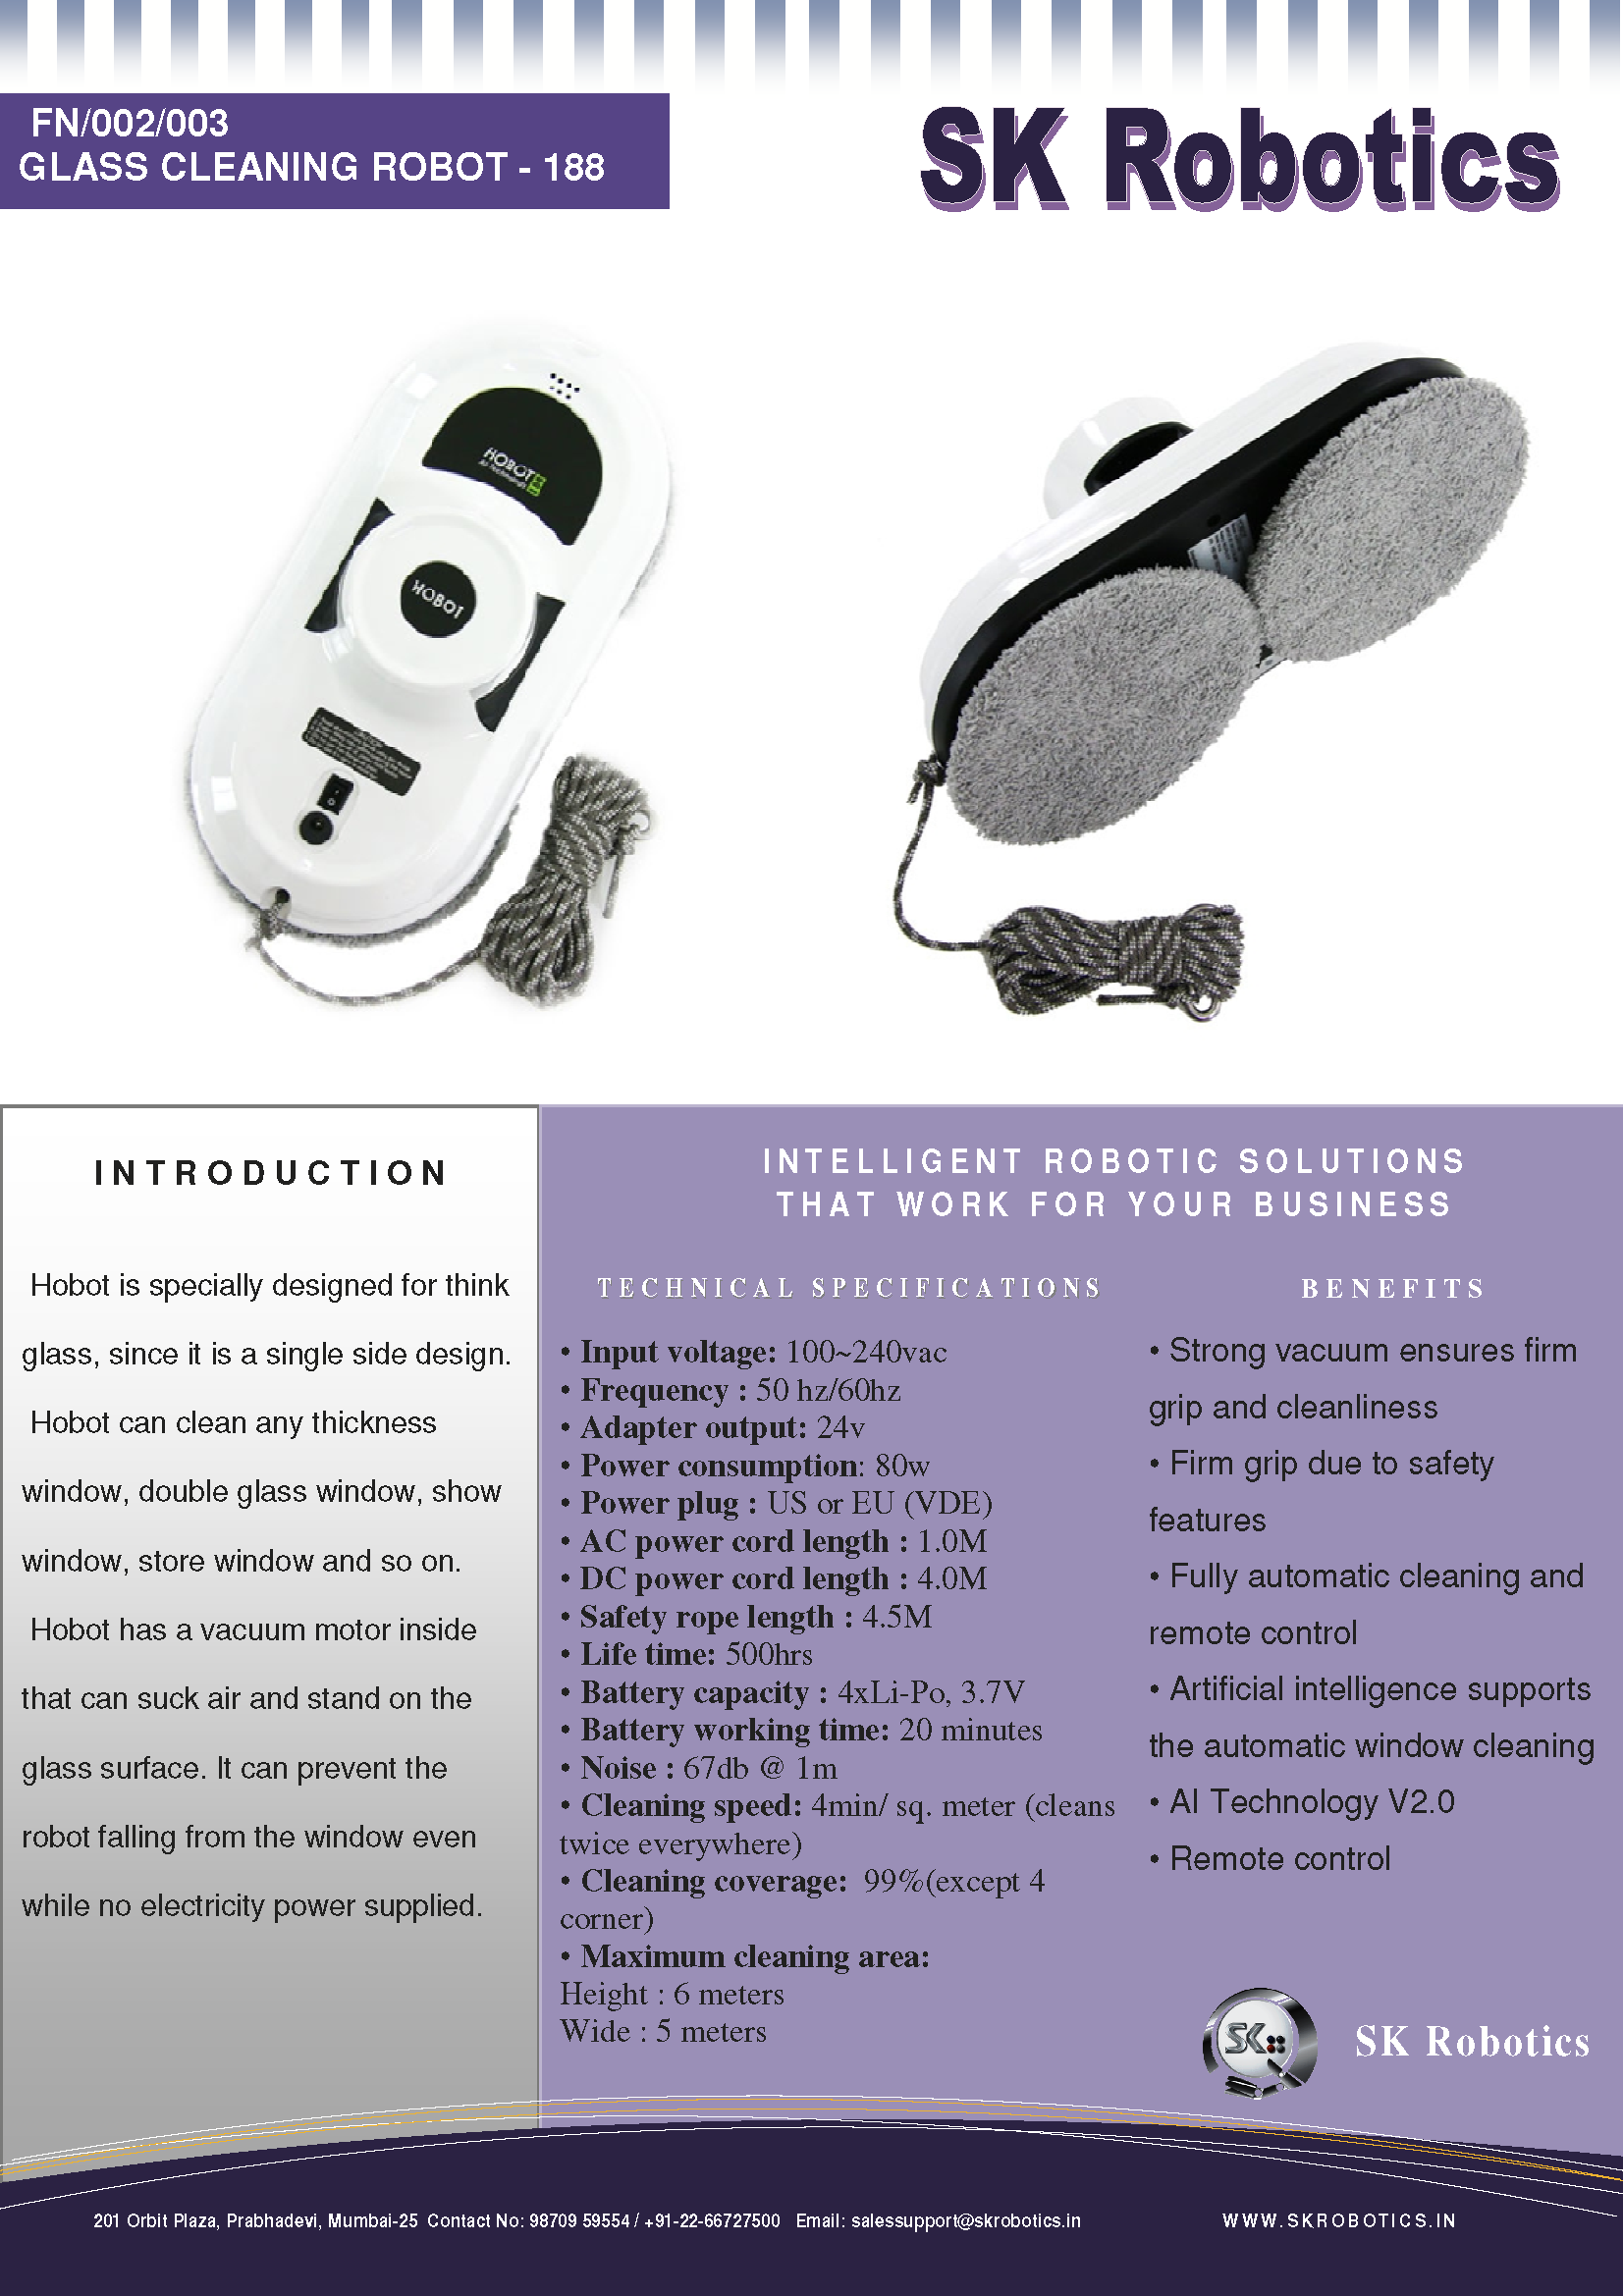 FN/002/003
GLASS CLEANING ROBOT - 188
SK Robotics
HOBOT
AI Technology
HOBOT
INTRODUCTION
Hobot is specially designed for think
glass, since it is a single side design.
Hobot can clean any thickness
window, double glass window, show
window, store window and so on.
Hobot has a vacuum motor inside
that can suck air and stand on the
glass surface. It can prevent the
robot falling from the window even
while no electricity power supplied.
INTELLIGENT ROBOTIC SOLUTIONS
THAT WORK FOR YOUR BUSINESS
TECHNICAL SPECIFICATIONS
• Input voltage: 100~240vac
• Frequency : 50 hz/60hz
• Adapter output: 24v
• Power consumption: 80w
• Power plug : US or EU (VDE)
• AC power cord length : 1.0M
• DC power cord length : 4.0M
• Safety rope length : 4.5M
• Life time: 500hrs
• Battery capacity : 4xLi-Po, 3.7V
• Battery working time: 20 minutes
• Noise : 67db @ 1m
• Cleaning speed: 4min/ sq. meter (cleans
twice everywhere)
• Cleaning coverage: 99%(except 4
corner)
• Maximum cleaning area:
Height : 6 meters
Wide : 5 meters
BENEFITS
• Strong vacuum ensures firm
grip and cleanliness
• Firm grip due to safety
features
• Fully automatic cleaning and
remote control
• Artificial intelligence supports
the automatic window cleaning
• AI Technology V2.0
• Remote control
SK
SK Robotics
201 Orbit Plaza, Prabhadevi, Mumbai-25 Contact No: 98709 59554 / +91-22-66727500 Email: salessupport@skrobotics.in
WWW.SKROBOTICS.IN